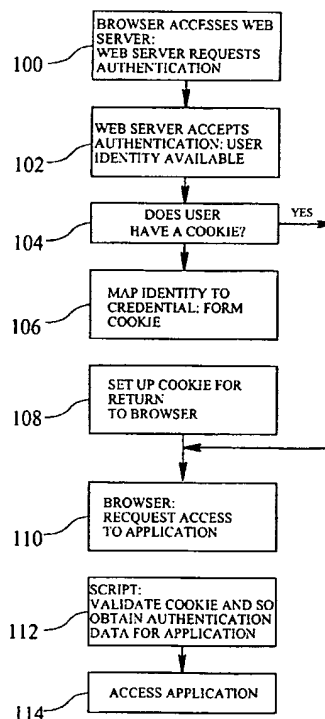 BROWSER ACCESSES WEB
SERVER:
WEB SERVER REQUESTS
AUTHENTICATION
100
WEB SERVER ACCEPTS
AUTHENTICATION: USER
IDENTITY AVAILABLE
102
DOES USER
HAVE A COOKIE?
YES
104
MAP IDENTITY TO
CREDENTIAL: FORM
COOKIE
106
SET UP COOKIE FOR
RETURN
TO BROWSER
108
BROWSER:
RECQUEST ACCESS
TO APPLICATION
110
SCRIPT:
VALIDATE COOKIE AND SO
OBTAIN AUTHENTICATION
DATA FOR APPLICATION
112
ACCESS APPLICATION
114